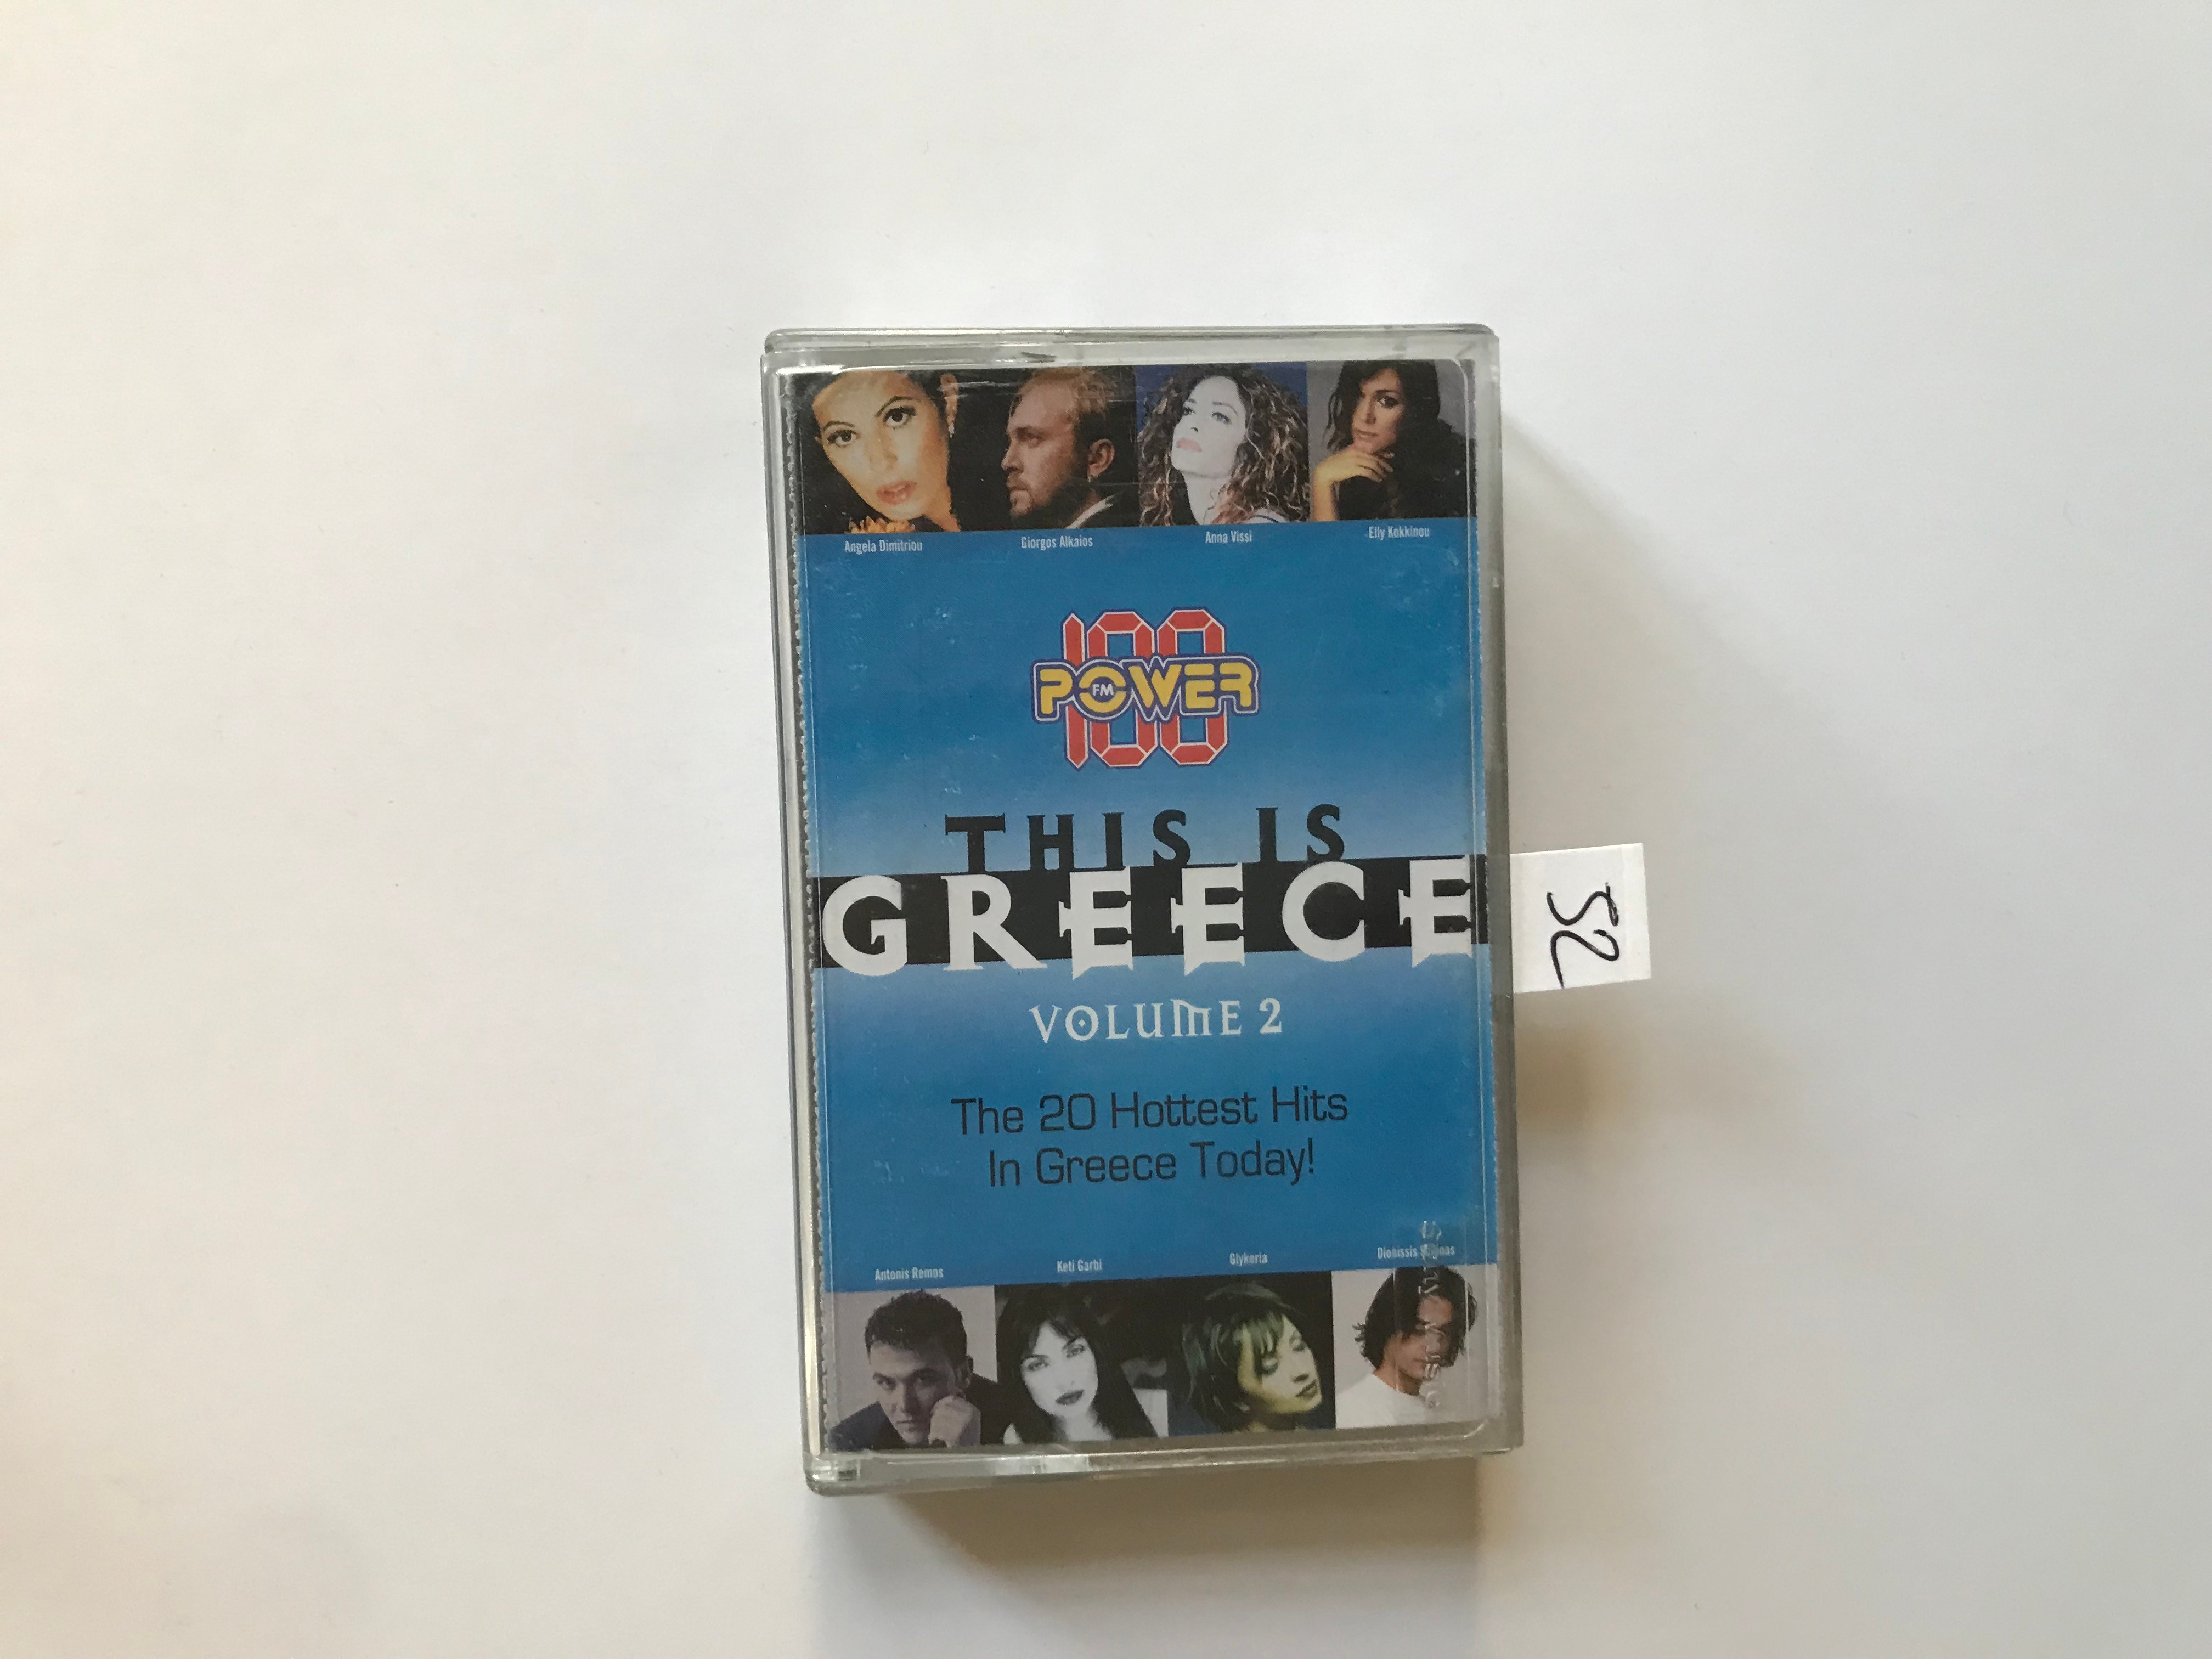 Angela Dimitriou
Giorgos Alkaios
Anna Vissi
Elly Kokkinou
100
POWER
FM
THIS IS
GREECE
VOLUME 2
52
The 20 Hottest Hits
In Greece Today!
Antonis Remos
Keti Garbi
Glykeria
Dionissis